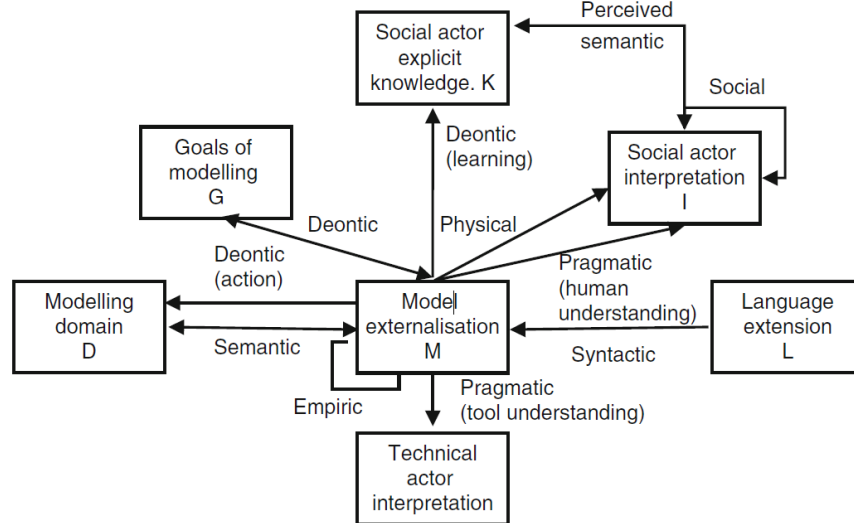 Social actor
explicit
knowledge. K
Perceived
semantic
Social
Goals of
modelling
G
Deontic
(learning)
Social actor
interpretation
I
Deontic
Physical
Deontic
(action)
Pragmatic
(human
understanding)
Modelling
domain
D
Semantic
Model
externalisation
M
Syntactic
Language
extension
L
Empiric
Pragmatic
(tool understanding)
Technical
actor
interpretation